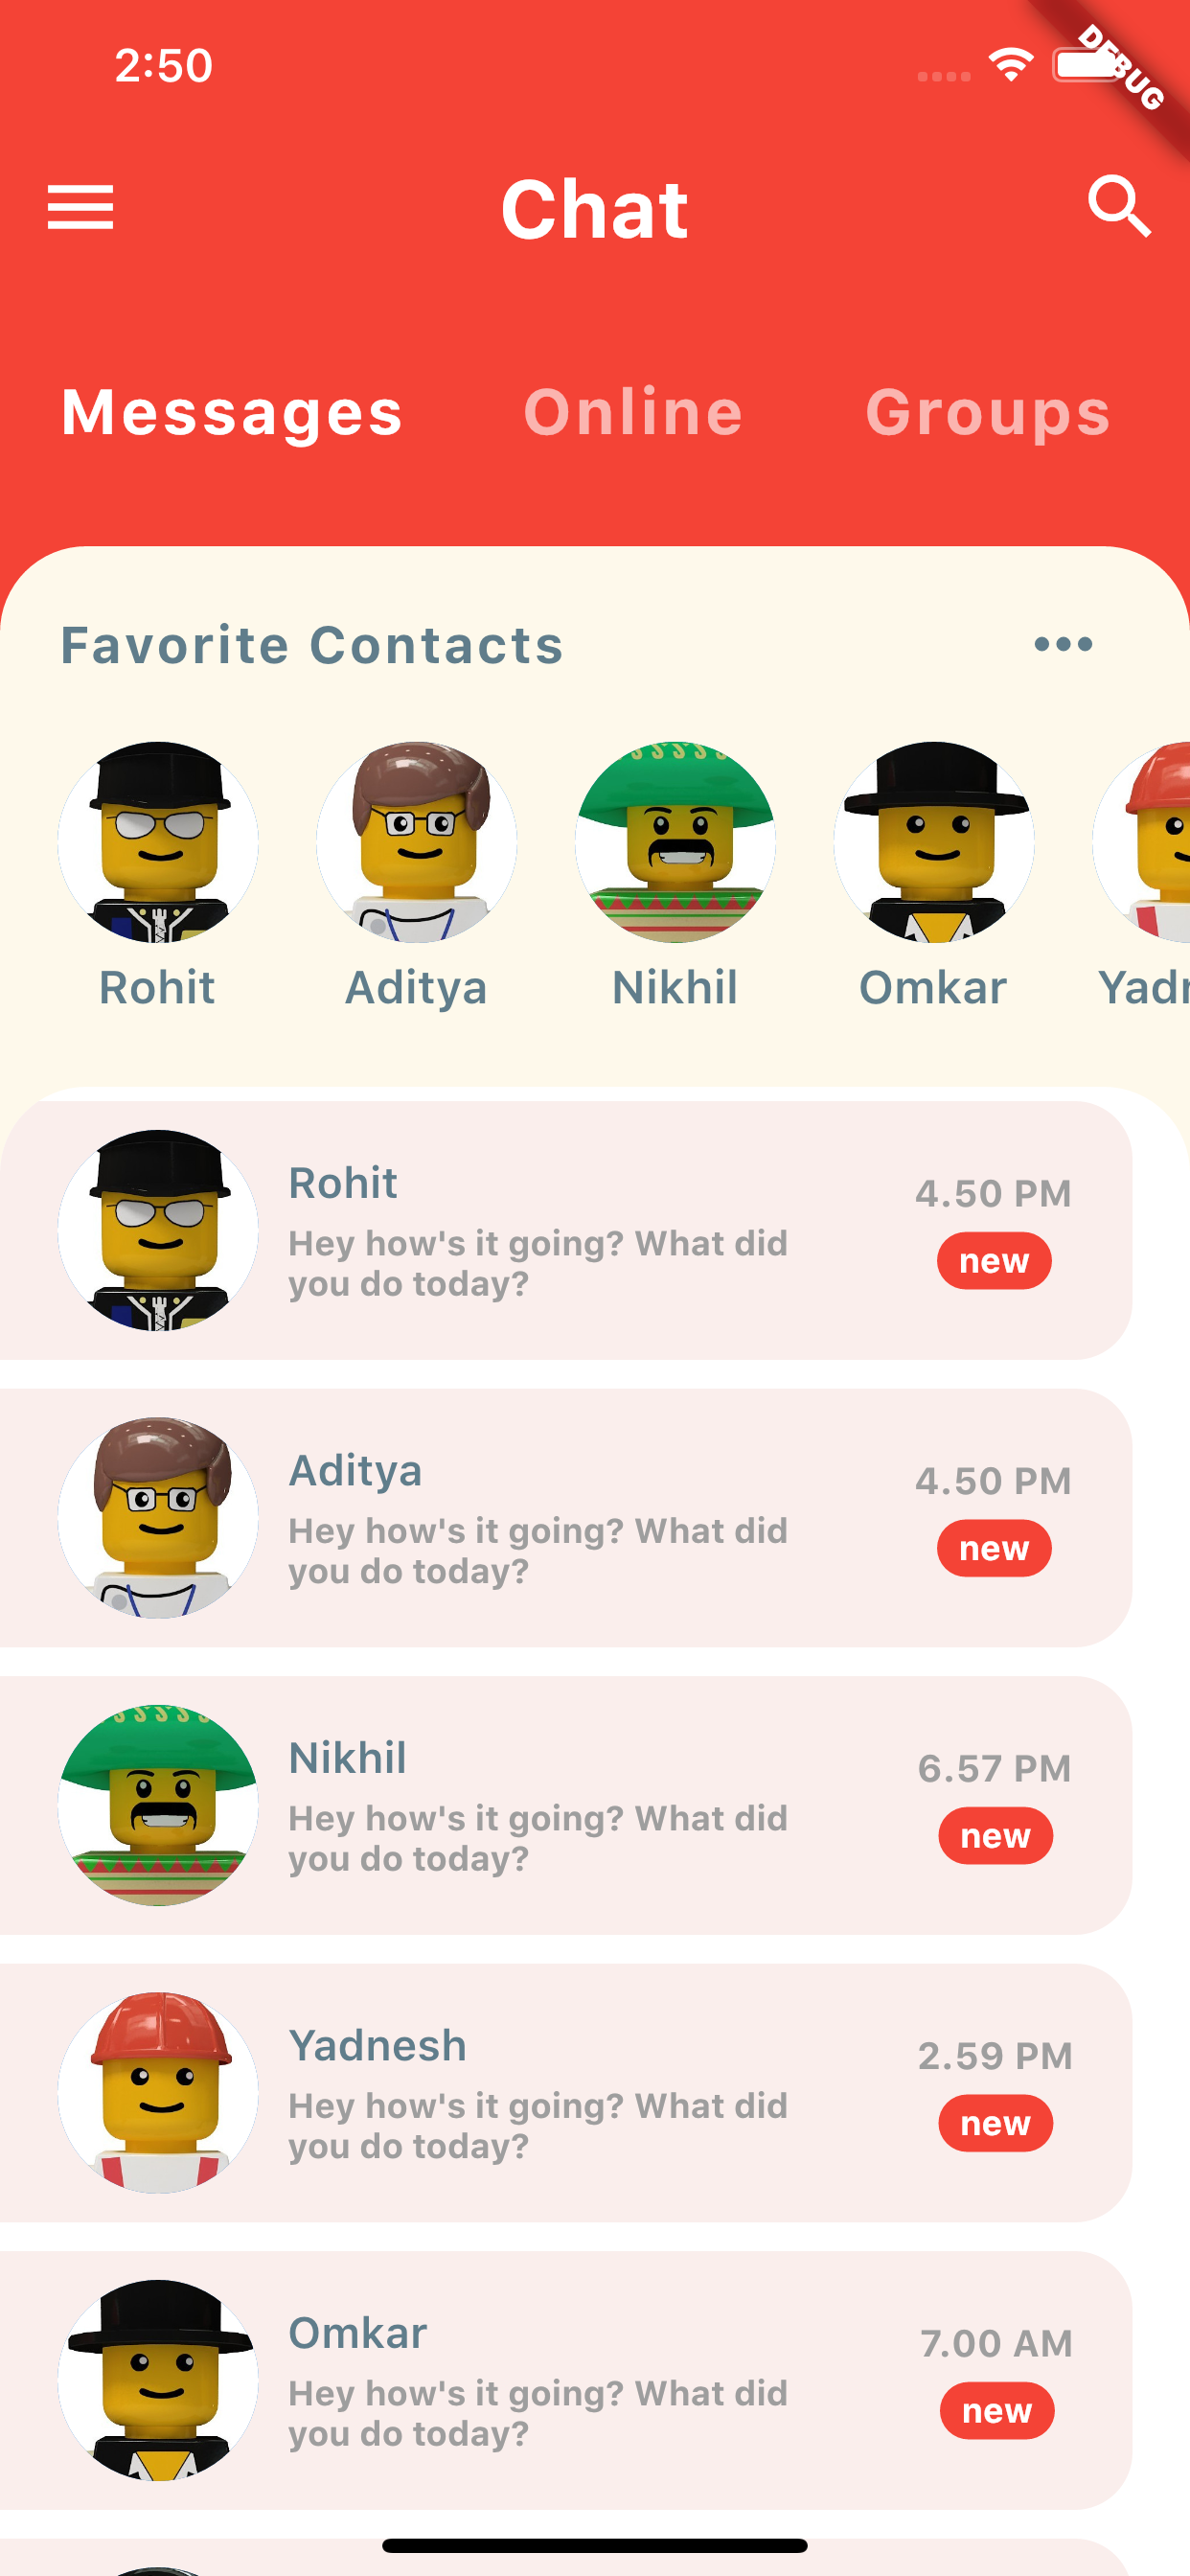 2:50
DEBUG
Chat
Messages Online Groups
Favorite Contacts
Rohit Aditya Nikhil Omkar
Rohit
4.50 PM
Hey how's it going? What did
you do today?
new
Aditya
4.50 PM
Hey how's it going? What did
you do today?
new
Nikhil
6.57 PM
Hey how's it going? What did
you do today?
new
Yadnesh
2.59 PM
Hey how's it going? What did
you do today?
new
Omkar
7.00 AM
Hey how's it going? What did
you do today?
new